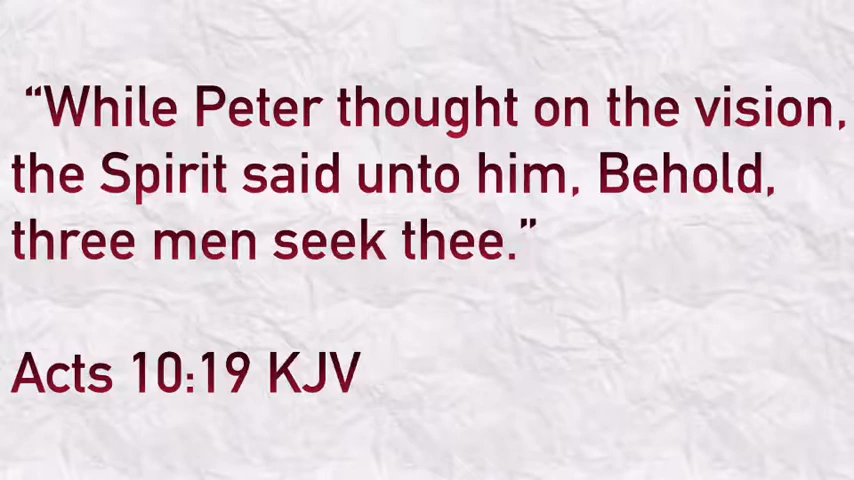 “While Peter thought on the vision,
the Spirit said unto him, Behold,
three men seek thee.”
Acts 10:19 KJV